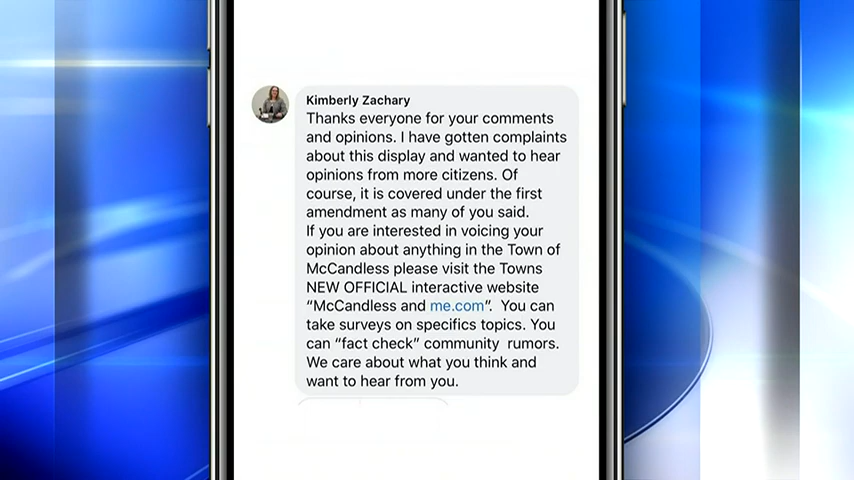 Kimberly Zachary
Thanks everyone for your comments
and opinions. I have gotten complaints
about this display and wanted to hear
opinions from more citizens. Of
course, it is covered under the first
amendment as many of you said.
If you are interested in voicing your
opinion about anything in the Town of
McCandless please visit the Towns
NEW OFFICIAL interactive website
“McCandless and me.com”.  You can
take surveys on specifics topics. You
can “fact check” community  rumors.
We care about what you think and
want to hear from you.